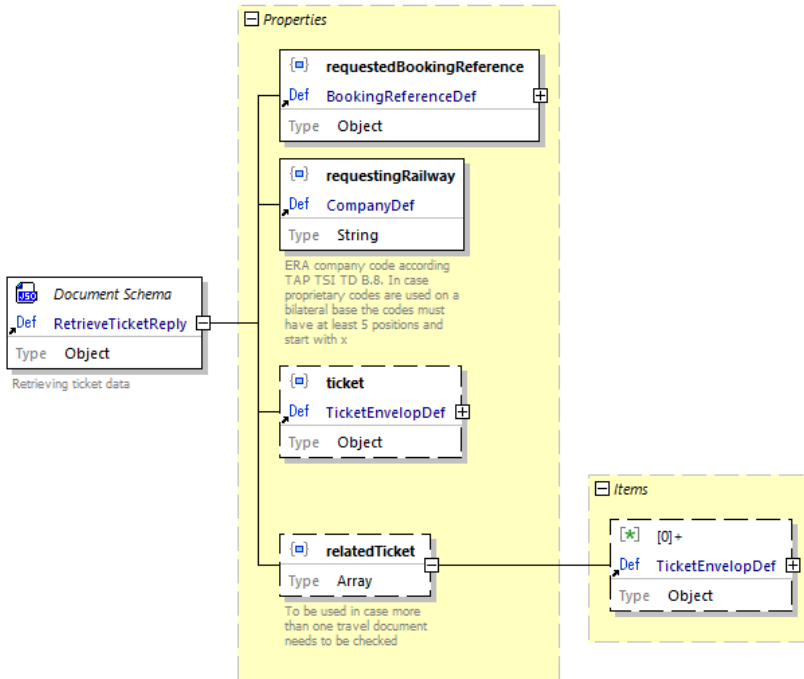 Properties
requestedBookingReference
Def BookingReferenceDef
Type Object
requestingRailway
Def CompanyDef
Type String
ERA company code according
TAP TSI TD B.8. In case
proprietary codes are used on a
bilateral base the codes must
have at least 5 positions and
start with x
JSO Document Schema
Def RetrieveTicketReply
Type Object
Retrieving ticket data
ticket
Def TicketEnvelopDef
Type Object
relatedTicket
Type Array
To be used in case more
than one travel document
needs to be checked
Items
[*] [0]+
Def TicketEnvelopDef
Type Object